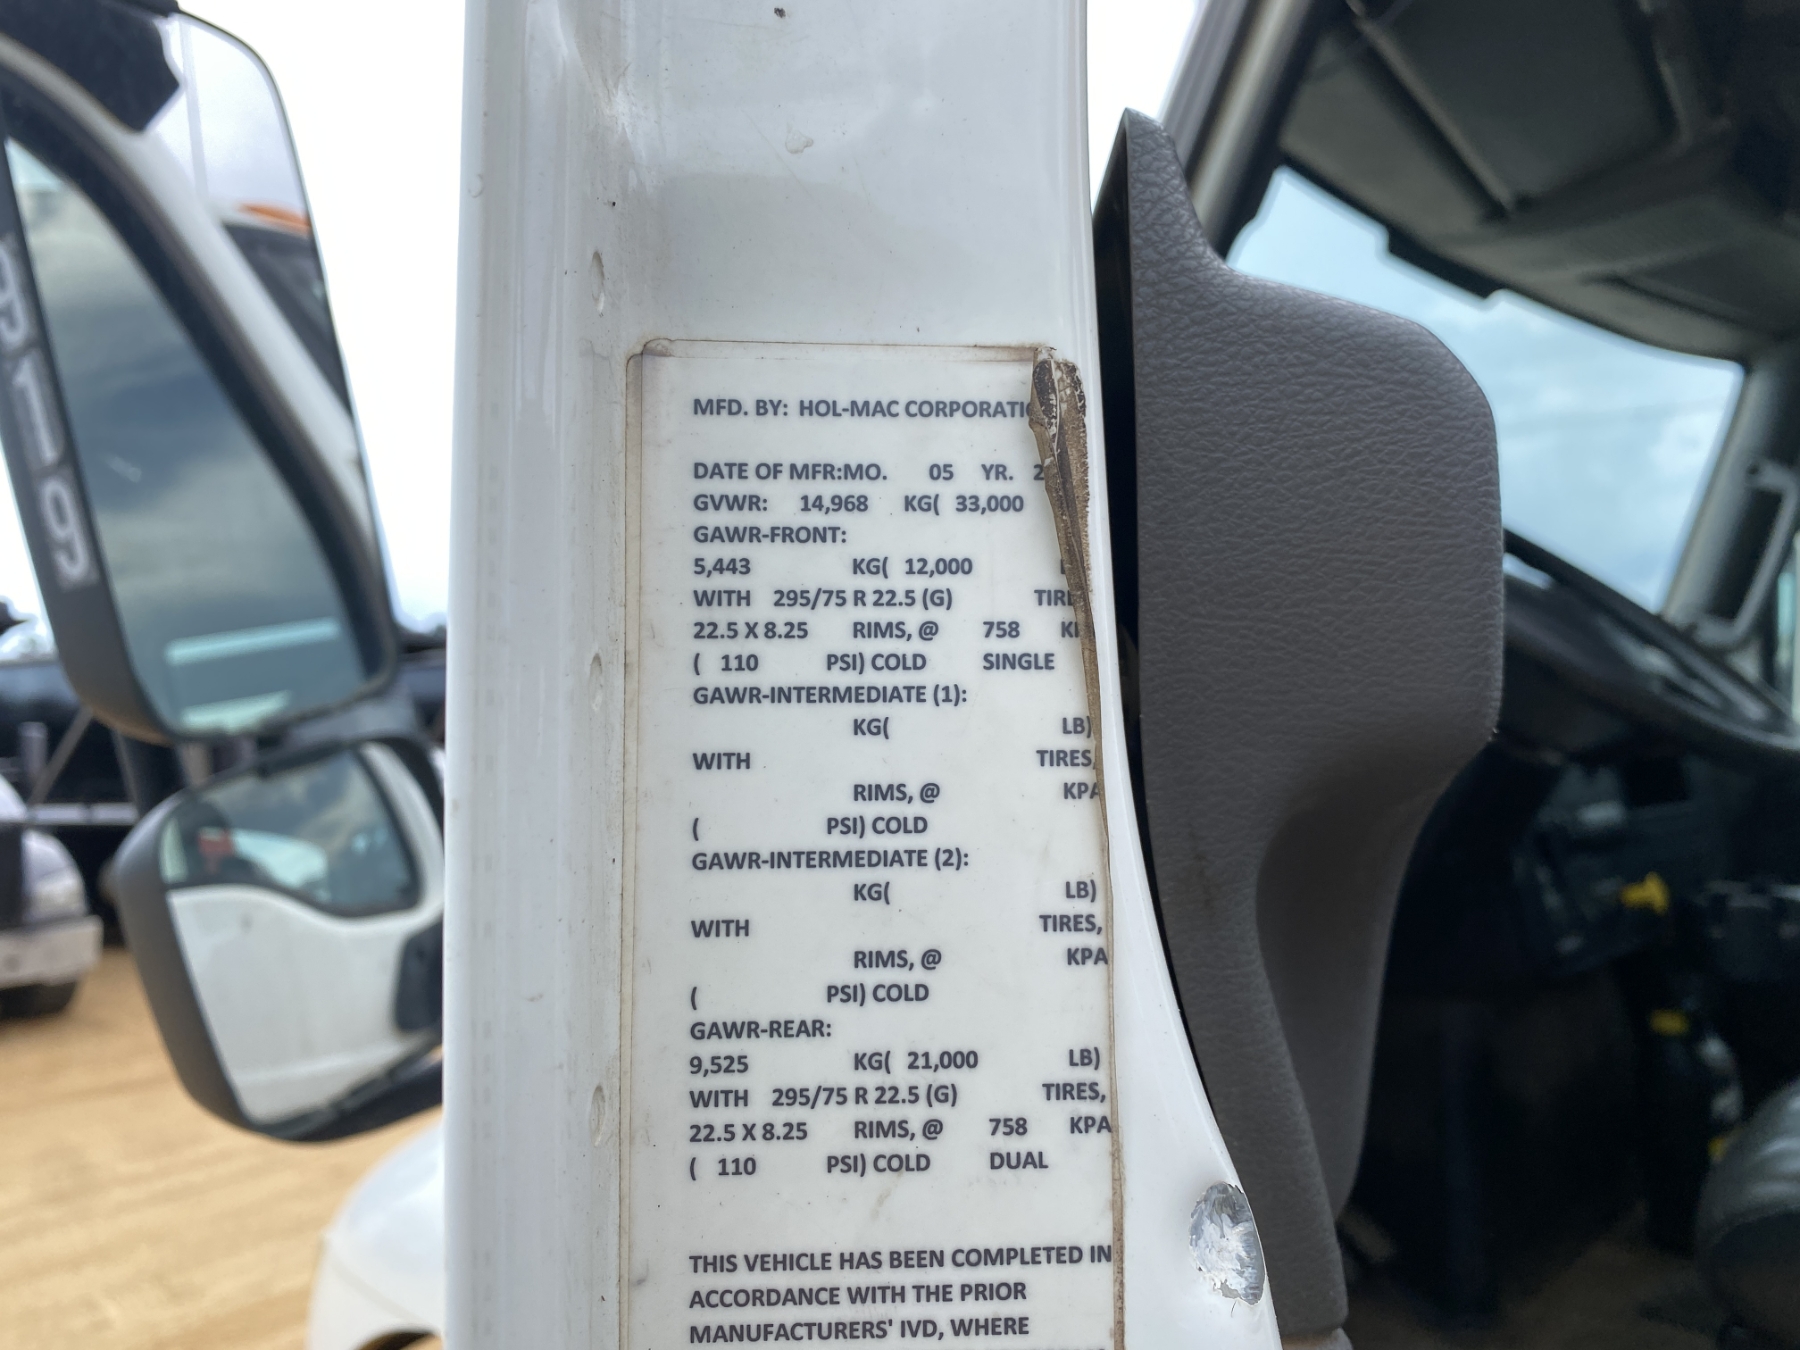 MFD. BY: HOL-MAC CORPORATIO
DATE OF MFR:MO. 05 YR. 2
GVWR: 14,968 KG( 33,000
GAWR-FRONT:
5,443 KG( 12,000 L
WITH 295/75 R 22.5 (G) TIRE
22.5 X 8.25 RIMS, @ 758 KP
( 110 PSI) COLD SINGLE
GAWR-INTERMEDIATE (1):
KG( LB)
WITH TIRES,
RIMS, @ KPA
( PSI) COLD
GAWR-INTERMEDIATE (2):
KG( LB)
WITH TIRES,
RIMS, @ KPA
( PSI) COLD
GAWR-REAR:
9,525 KG( 21,000 LB)
WITH 295/75 R 22.5 (G) TIRES,
22.5 X 8.25 RIMS, @ 758 KPA
( 110 PSI) COLD DUAL
THIS VEHICLE HAS BEEN COMPLETED IN
ACCORDANCE WITH THE PRIOR
MANUFACTURERS' IVD, WHERE